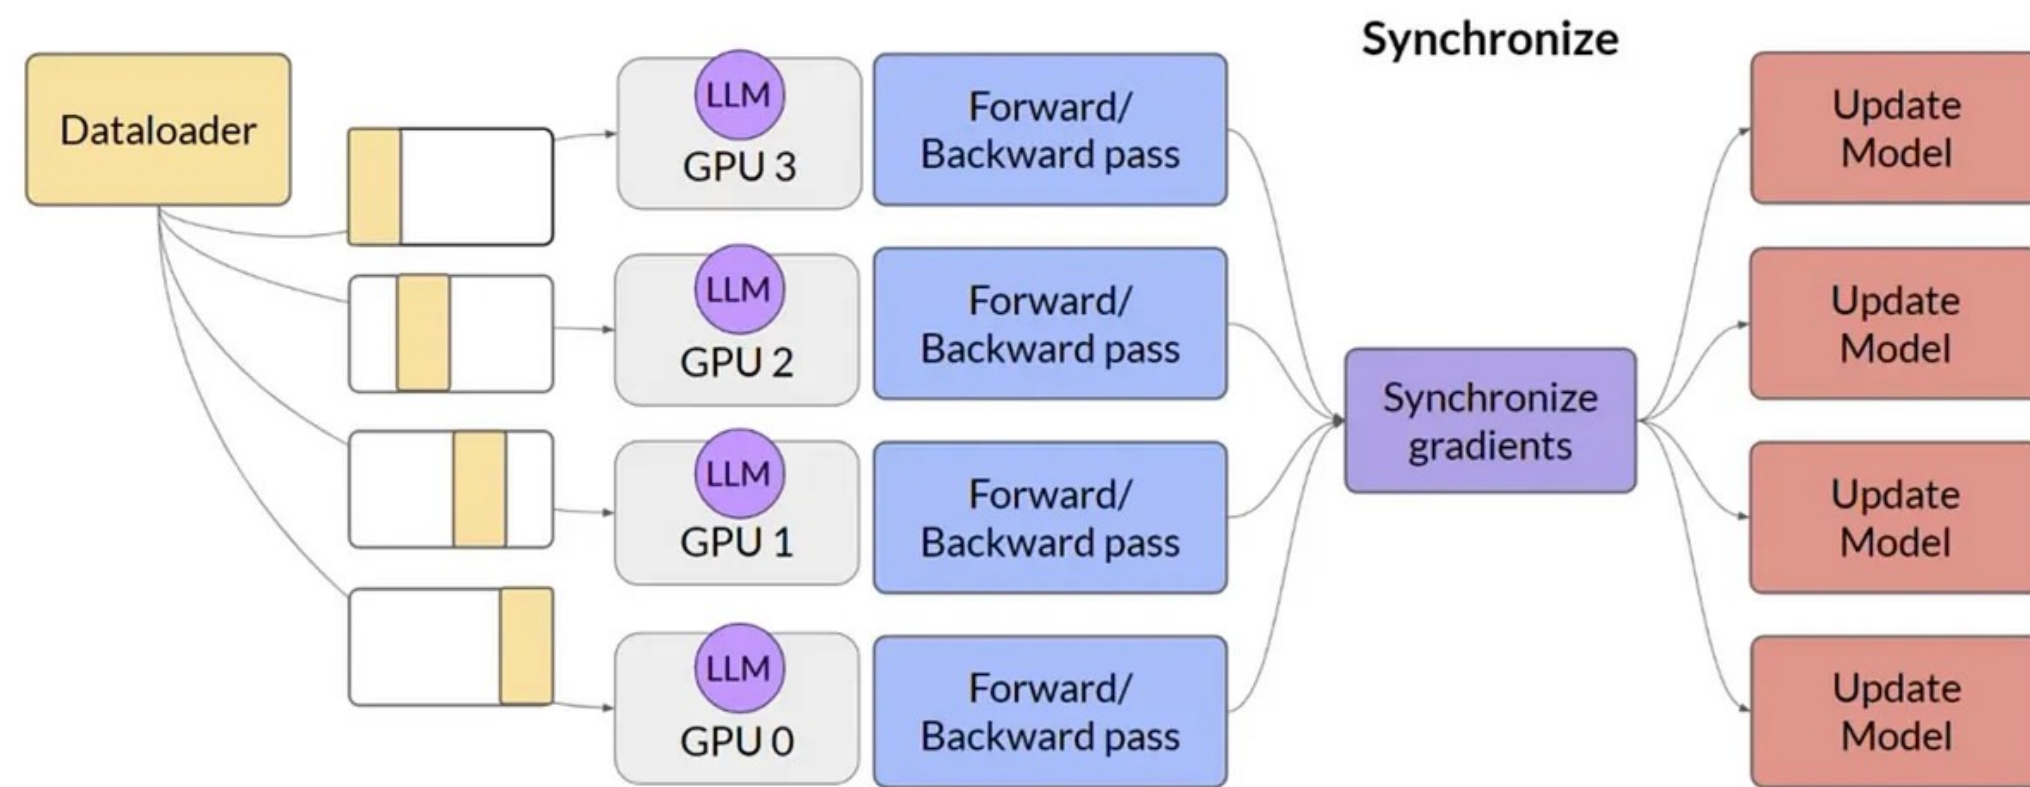 Synchronize
Dataloader
LLM
GPU 3
Forward/
Backward pass
Update
Model
LLM
GPU 2
Forward/
Backward pass
Update
Model
Synchronize
gradients
LLM
GPU 1
Forward/
Backward pass
Update
Model
LLM
GPU 0
Forward/
Backward pass
Update
Model